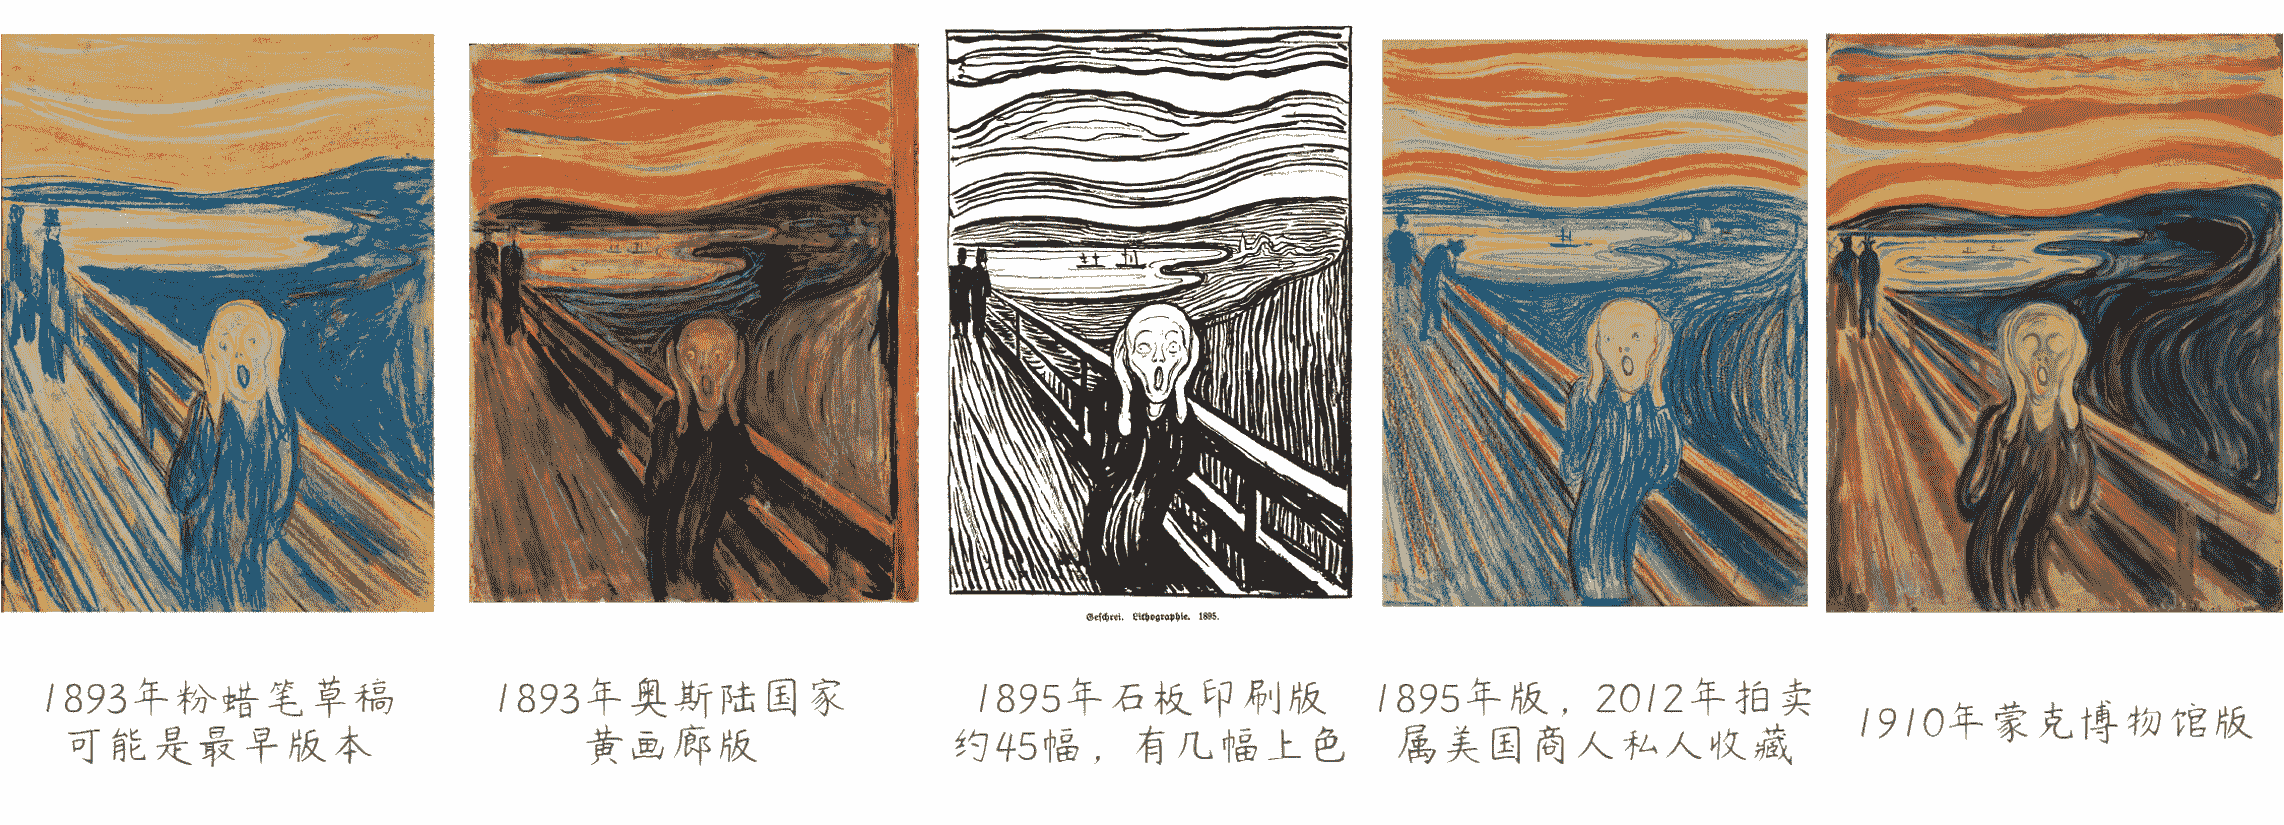 Geschrei. Lithographie. 1895.
1893年粉蜡笔草稿
可能是最早版本
1893年奥斯陆国家
黄画廊版
1895年石板印刷版
约45幅，有几幅上色
1895年版，2012年拍卖
属美国商人私人收藏
1910年蒙克博物馆版